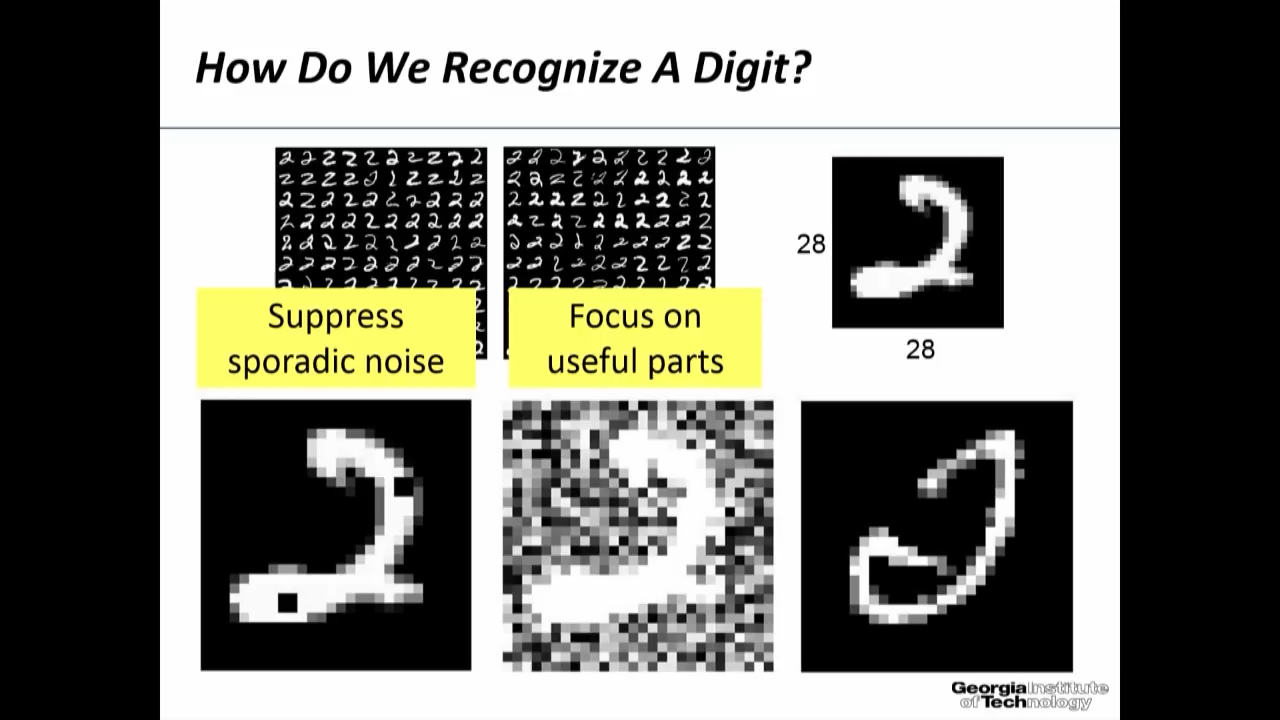 How Do We Recognize A Digit?
28
28
Suppress
sporadic noise
Focus on
useful parts
Georgia Institute
of Technology